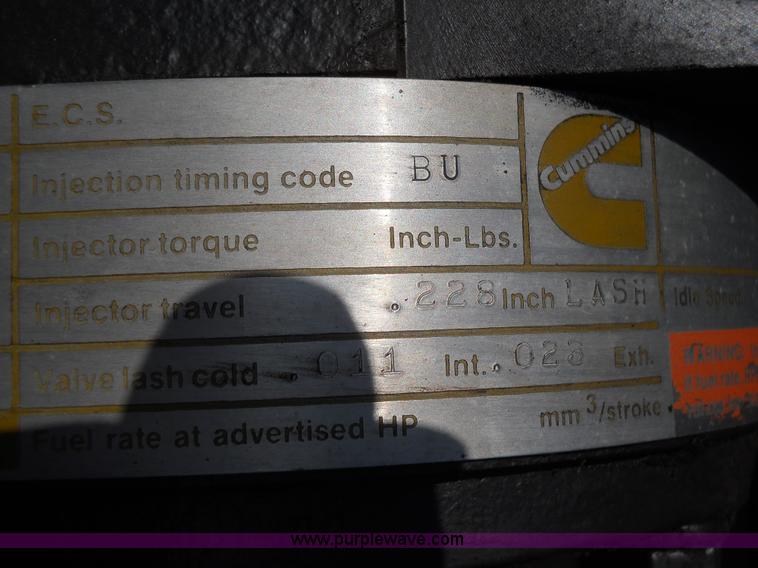 E.C.S.
Cummins
Injection timing code BU
Injector torque Inch-Lbs.
Injector travel .228 Inch LASH
Idle Speed
Valve lash cold .011 Int. .023 Exh.
WARNING
Fuel rate at advertised HP mm³/stroke
www.purplewave.com